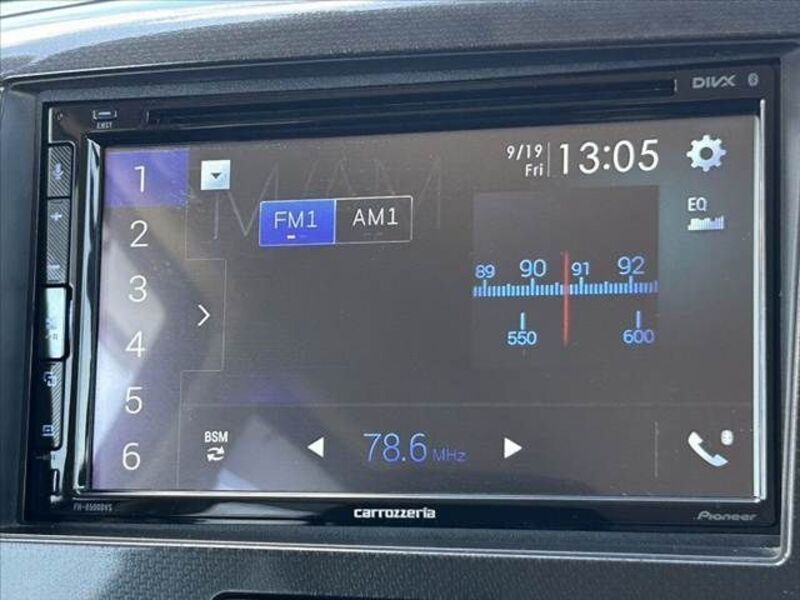 DIVX
EJECT
9/19
Fri
13:05
1
2
3
4
5
6
FM1 AM1
EQ
89 90 91 92
550 600
BSM
78.6 MHz
FH-8500DVS
carrozzeria
Pioneer